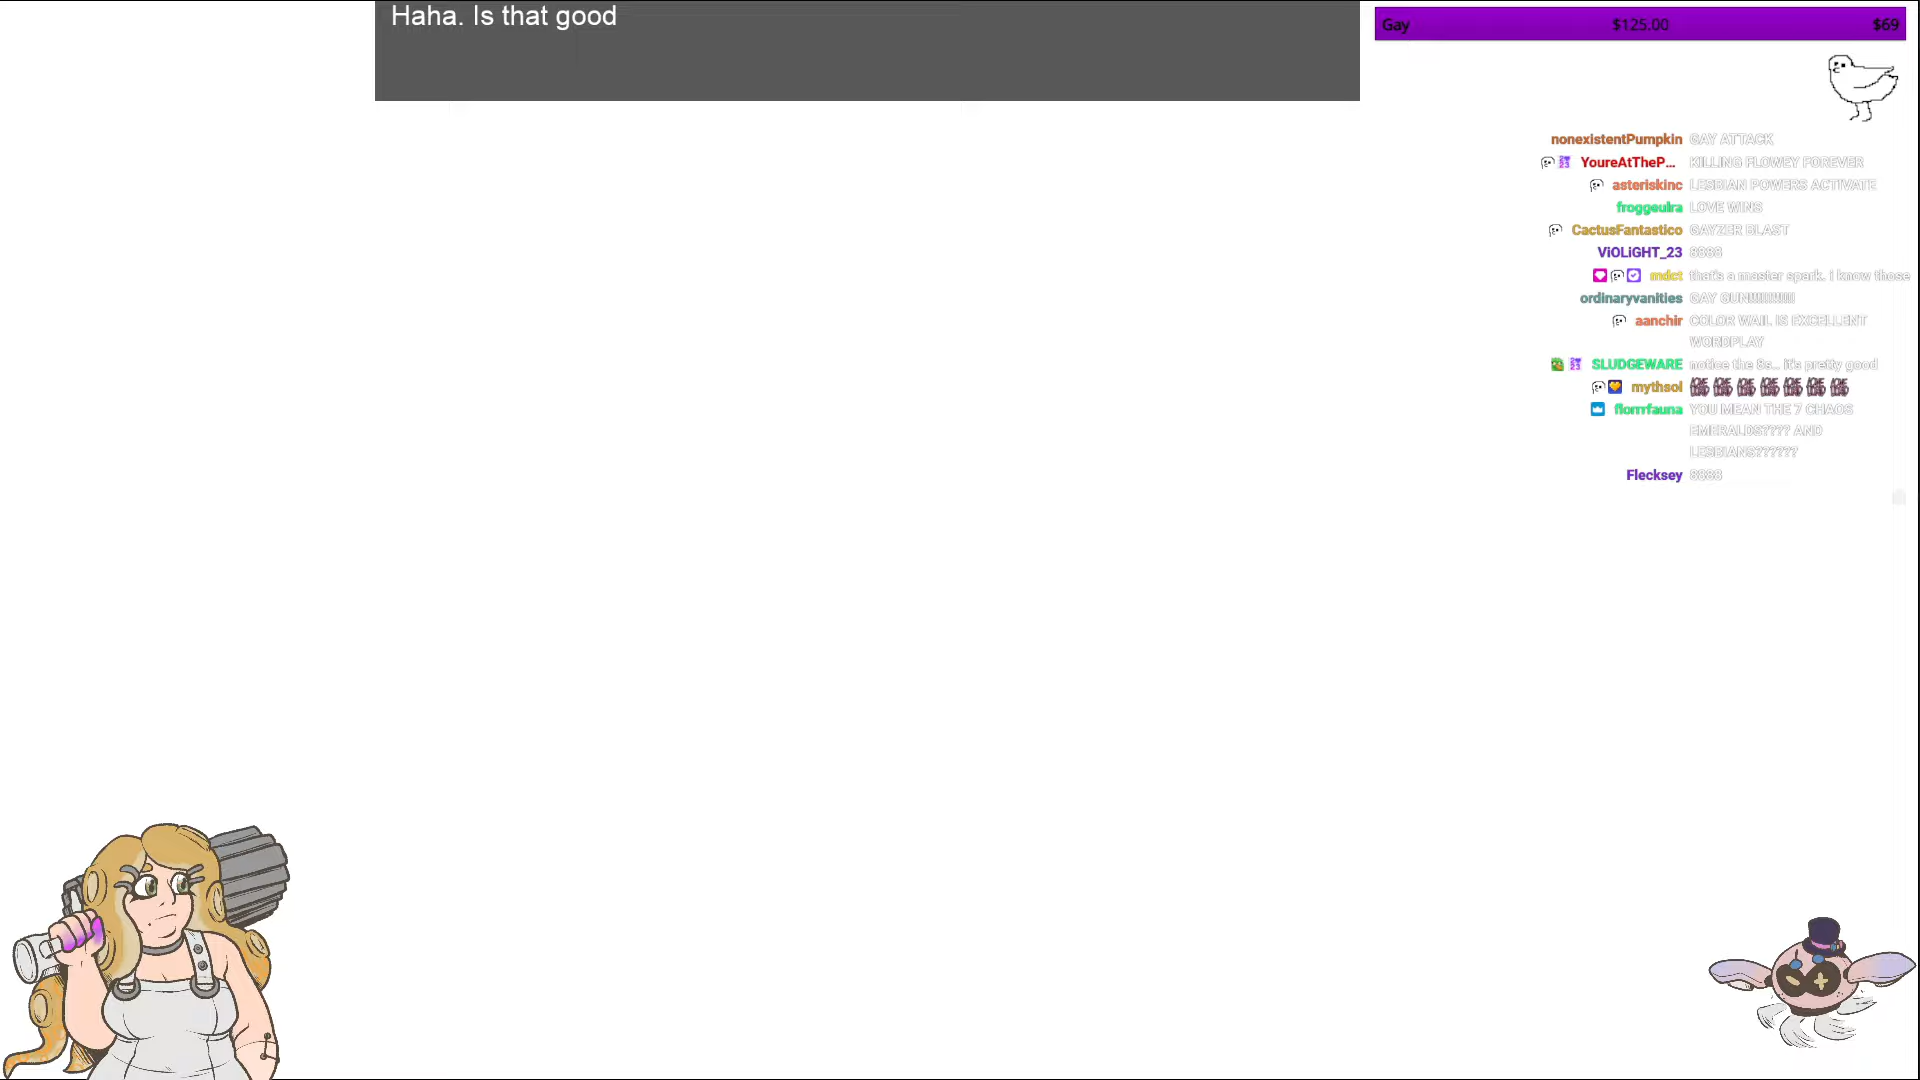 Haha. Is that good
Gay $125.00 $69
nonexistentPumpkin GAY ATTACK
YoureAtTheP... KILLING FLOWEY FOREVER
asteriskinc LESBIAN POWERS ACTIVATE
froggeulra LOVE WINS
CactusFantastico GAYZER BLAST
ViOLiGHT_23 8888
mdct that's a master spark. i know those
ordinaryvanities GAY GUN!!!!!!!!!!!!
aanchir COLOR WAIL IS EXCELLENT
WORDPLAY
SLUDGEWARE notice the 8s... it's pretty good
mythsol
florrrfauna YOU MEAN THE 7 CHAOS
EMERALDS???? AND
LESBIANS??????
Flecksey 8888